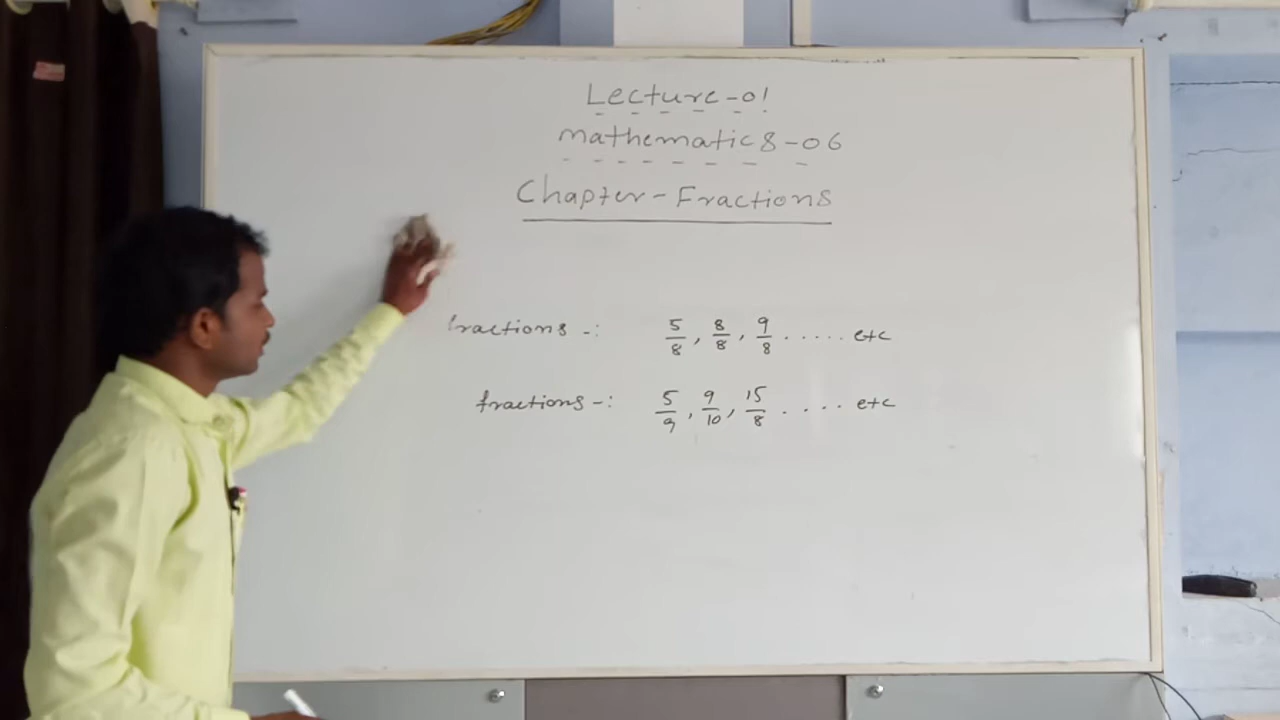 Lecture-01
mathematics-06
Chapter-Fractions
fractions -: 5/8, 8/8, 9/8 ..... etc
fractions -: 5/9, 9/10, 15/8 .... etc